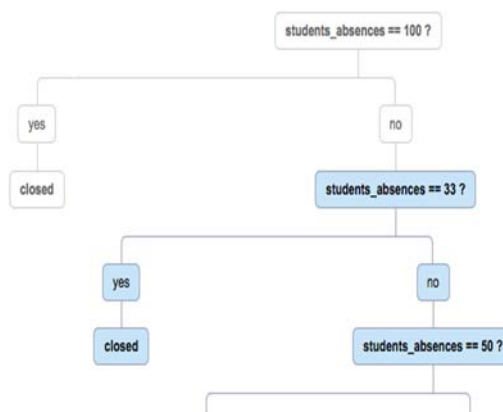 students_absences == 100 ?
yes
no
closed
students_absences == 33 ?
yes
no
closed
students_absences == 50 ?